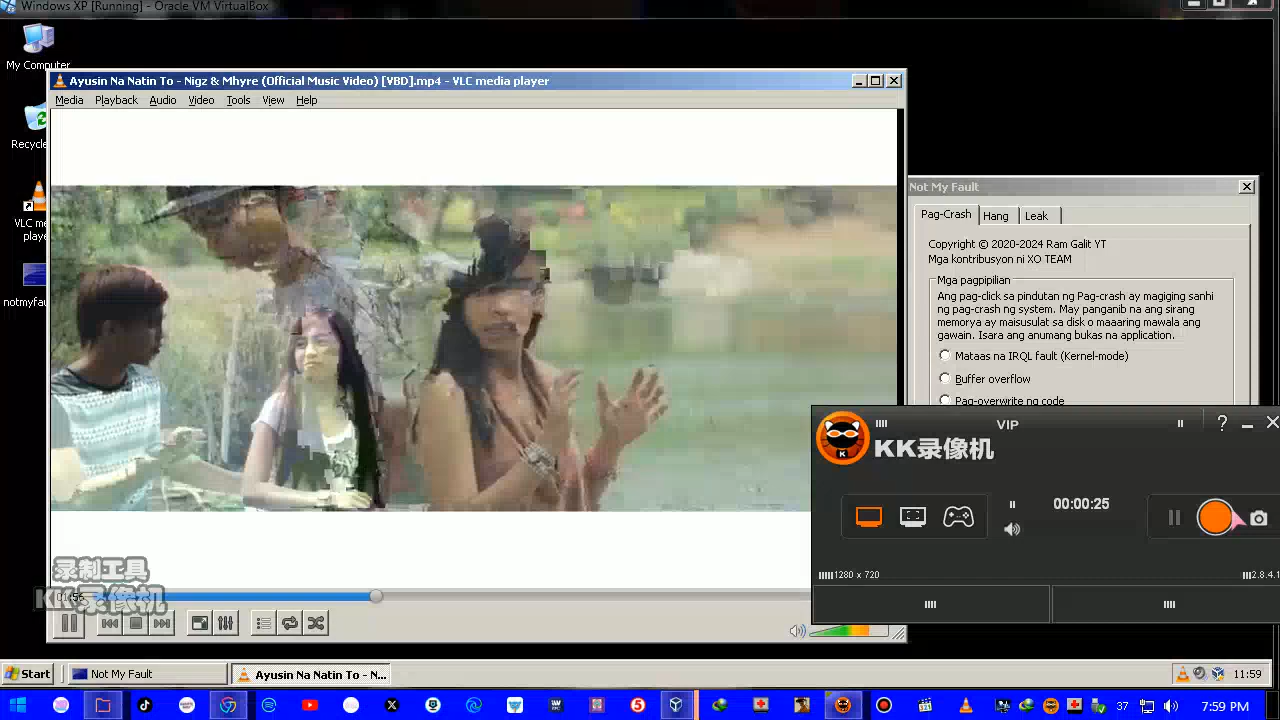 Windows XP [Running] - Oracle VM VirtualBox
My Computer
Recycle
VLC me
playe
notmyfau
Ayusin Na Natin To - Nigz & Mhyre (Official Music Video) [VBD].mp4 - VLC media player
Media Playback Audio Video Tools View Help
Not My Fault
Pag-Crash Hang Leak
Copyright © 2020-2024 Ram Galit YT
Mga kontribusyon ni XO TEAM
Mga pagpipilian
Ang pag-click sa pindutan ng Pag-crash ay magiging sanhi
ng pag-crash ng system. May panganib na ang sirang
memorya ay maisusulat sa disk o maaaring mawala ang
gawain. Isara ang anumang bukas na application.
Mataas na IRQL fault (Kernel-mode)
Buffer overflow
Pag-overwrite ng code
VIP
KK录像机
00:00:25
1280 x 720
2.8.4.1
录制工具
KK录像机
01:56
Start
Not My Fault
Ayusin Na Natin To - N...
11:59
37
7:59 PM